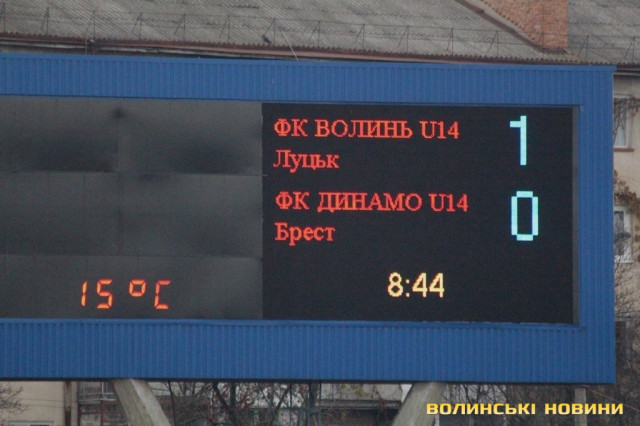 ФК ВОЛИНЬ U14 1
Луцьк
ФК ДИНАМО U14 0
Брест
8:44
15 °C
ВОЛИНСЬКІ НОВИНИ